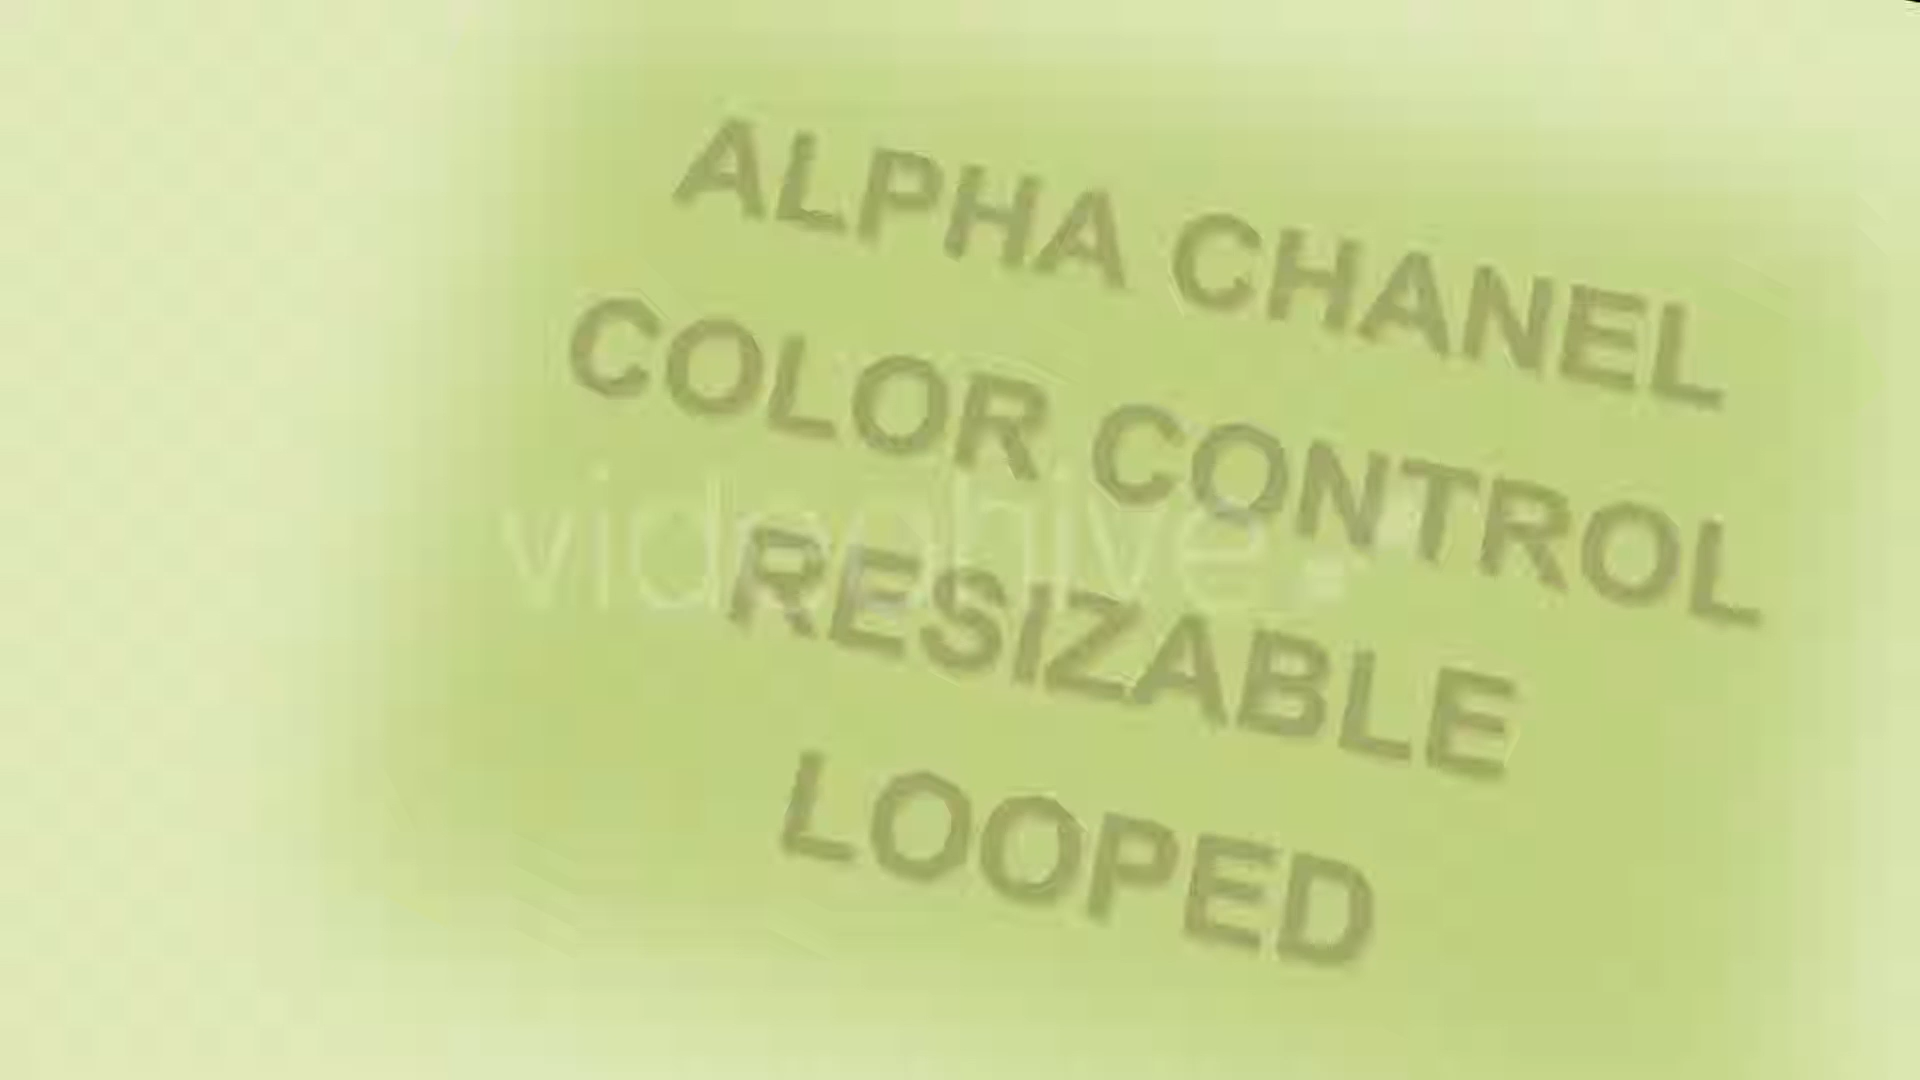 ALPHA CHANEL
COLOR CONTROL
videohive
RESIZABLE
LOOPED